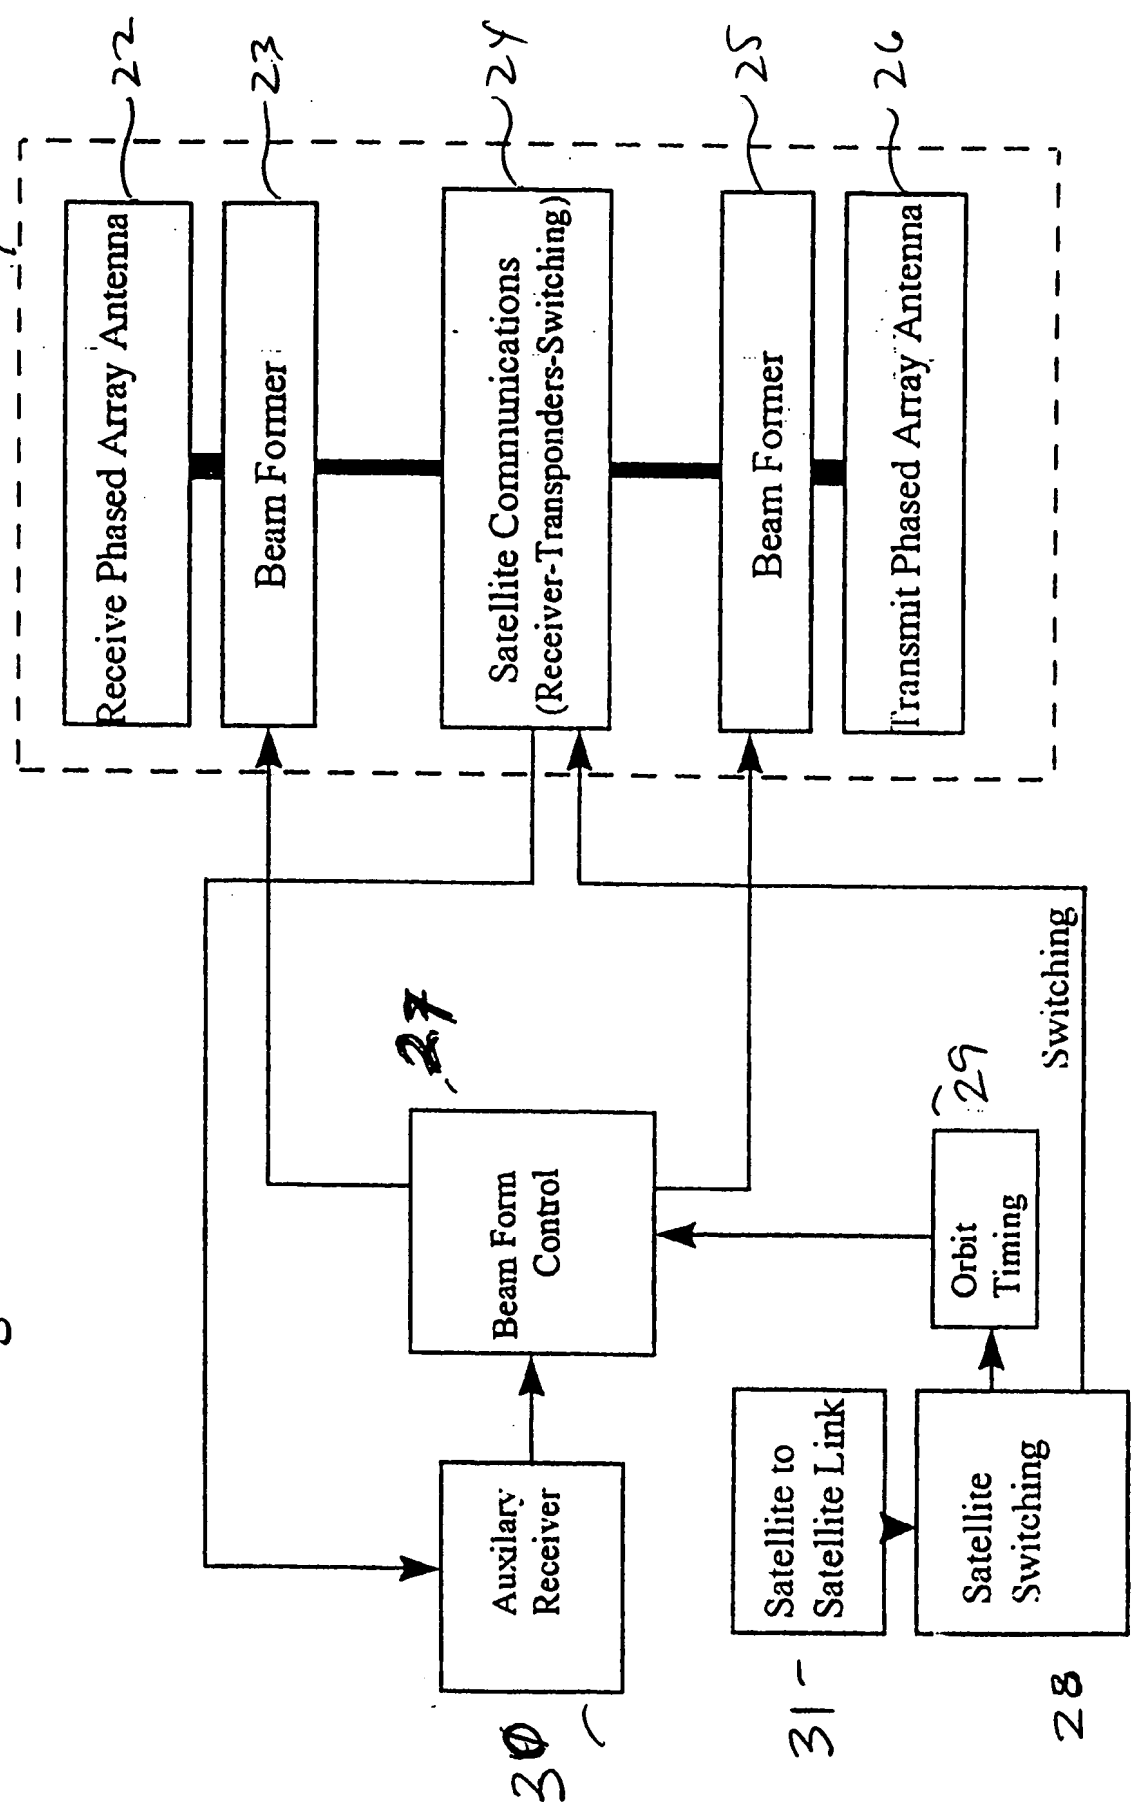 22
Receive Phased Array Antenna
23
Beam Former
24
Satellite Communications
(Receiver-Transponders-Switching)
25
Beam Former
26
Transmit Phased Array Antenna
27
Beam Form
Control
29
Orbit
Timing
Switching
30
Auxilary
Receiver
31
Satellite to
Satellite Link
28
Satellite
Switching